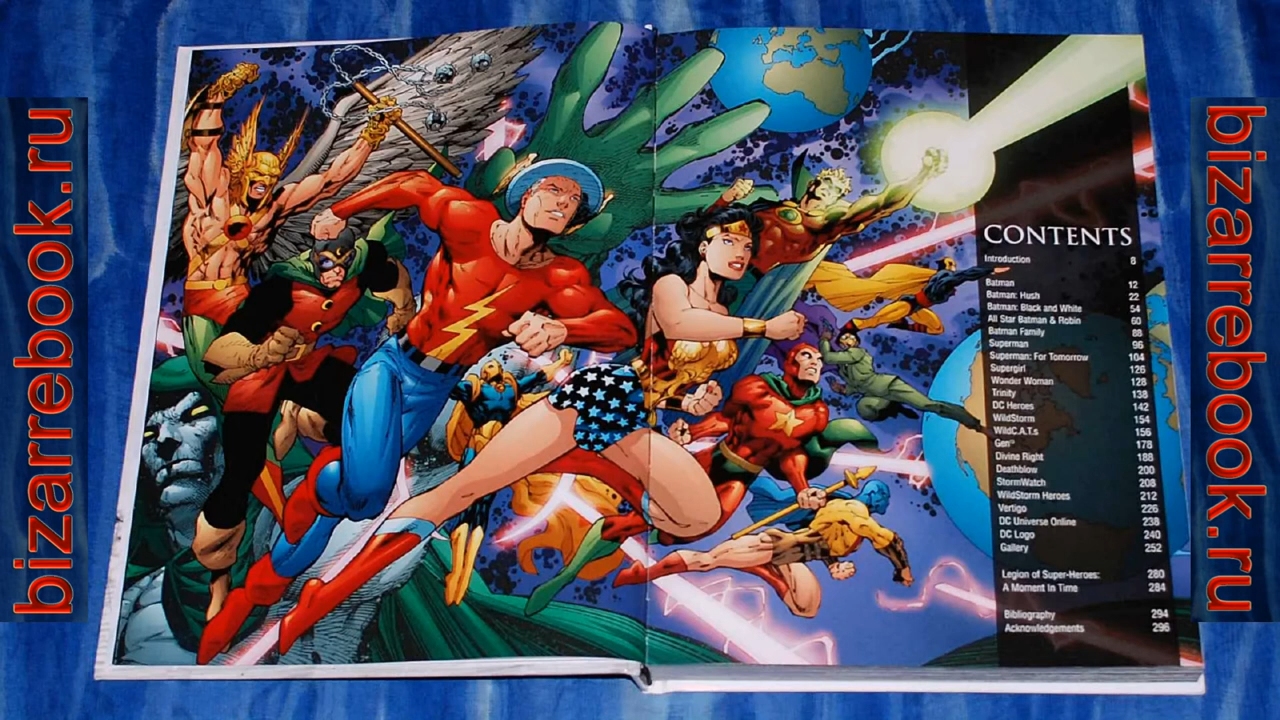 bizarrebook.ru
CONTENTS
Introduction 8
Batman 12
Batman: Hush 22
Batman: Black and White 54
All Star Batman & Robin 60
Batman Family 88
Superman 96
Superman: For Tomorrow 104
Supergirl 126
Wonder Woman 128
Trinity 138
DC Heroes 142
WildStorm 154
WildC.A.T.s 156
Gen¹³ 178
Divine Right 188
Deathblow 200
StormWatch 208
WildStorm Heroes 212
Vertigo 226
DC Universe Online 238
DC Logo 240
Gallery 252
Legion of Super-Heroes: 280
A Moment In Time 284
Bibliography 294
Acknowledgements 296
bizarrebook.ru